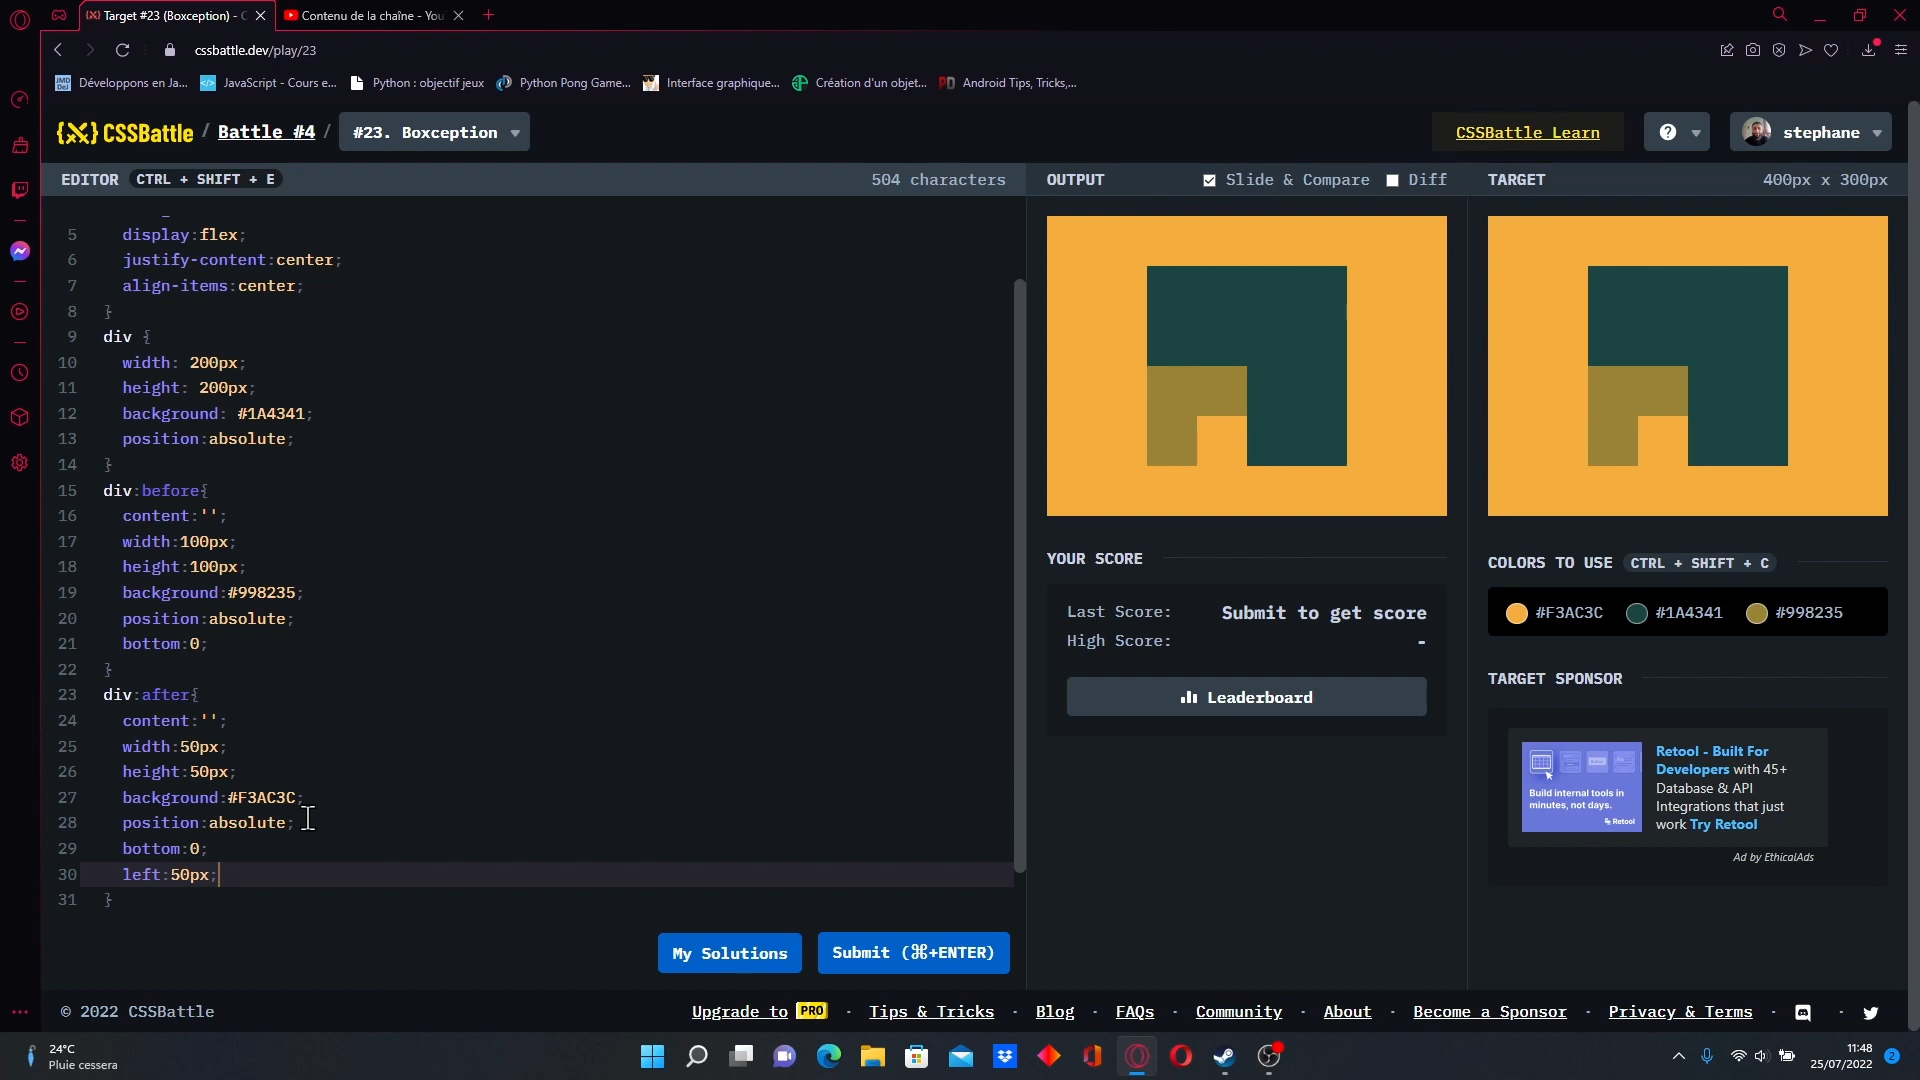 Target #23 (Boxception) - C
Contenu de la chaîne - You
cssbattle.dev/play/23
Développons en Ja...
JavaScript - Cours e...
Python : objectif jeux
Python Pong Game...
Interface graphique...
Création d'un objet...
Android Tips, Tricks,...
CSSBattle / Battle #4 / #23. Boxception
CSSBattle Learn
stephane
EDITOR CTRL + SHIFT + E 504 characters
OUTPUT Slide & Compare Diff
TARGET 400px x 300px
5 display:flex;
6 justify-content:center;
7 align-items:center;
8 }
9 div {
10 width: 200px;
11 height: 200px;
12 background: #1A4341;
13 position:absolute;
14 }
15 div:before{
16 content:'';
17 width:100px;
18 height:100px;
19 background:#998235;
20 position:absolute;
21 bottom:0;
22 }
23 div:after{
24 content:'';
25 width:50px;
26 height:50px;
27 background:#F3AC3C;
28 position:absolute;
29 bottom:0;
30 left:50px;
31 }
My Solutions
Submit (⌘+ENTER)
YOUR SCORE
Last Score: Submit to get score
High Score: -
Leaderboard
COLORS TO USE CTRL + SHIFT + C
#F3AC3C #1A4341 #998235
TARGET SPONSOR
Build internal tools in
minutes, not days.
Retool
Retool - Built For
Developers with 45+
Database & API
Integrations that just
work Try Retool
Ad by EthicalAds
© 2022 CSSBattle
Upgrade to PRO · Tips & Tricks · Blog · FAQs · Community · About · Become a Sponsor · Privacy & Terms ·
24°C
Pluie cessera
11:48
25/07/2022
2